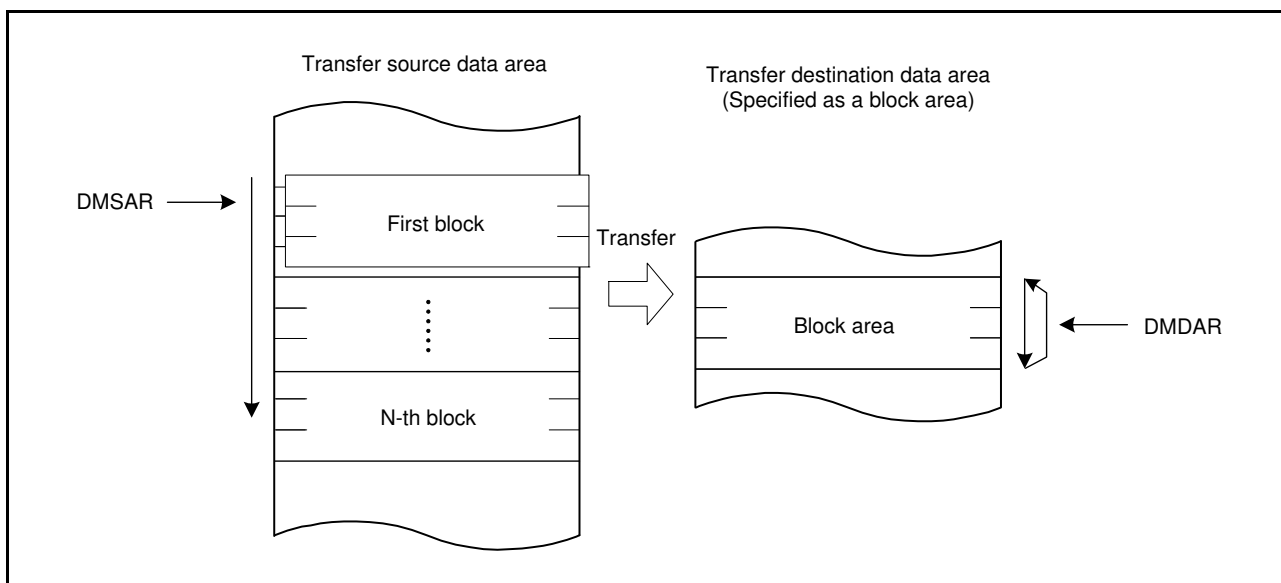 Transfer source data area
Transfer destination data area
(Specified as a block area)
DMSAR
First block
Transfer
Block area
DMDAR
N-th block